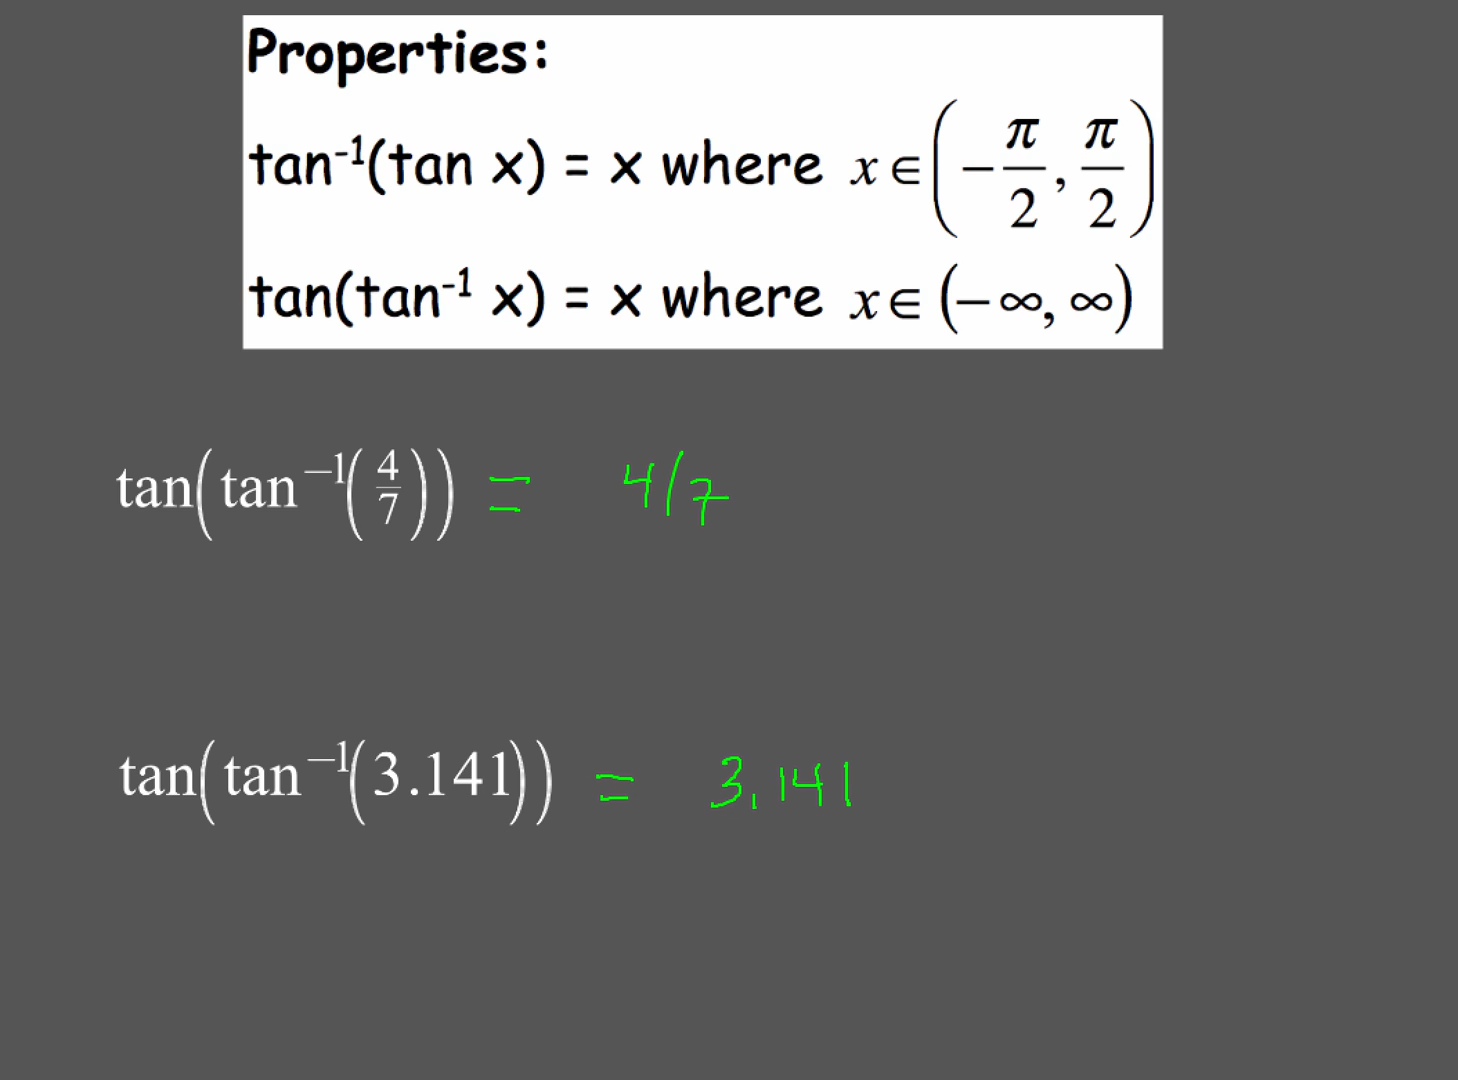 Properties:
tan⁻¹(tan x) = x where x ∈ (−π/2, π/2)
tan(tan⁻¹ x) = x where x ∈ (−∞, ∞)
tan(tan⁻¹(4/7)) = 4/7
tan(tan⁻¹(3.141)) = 3.141